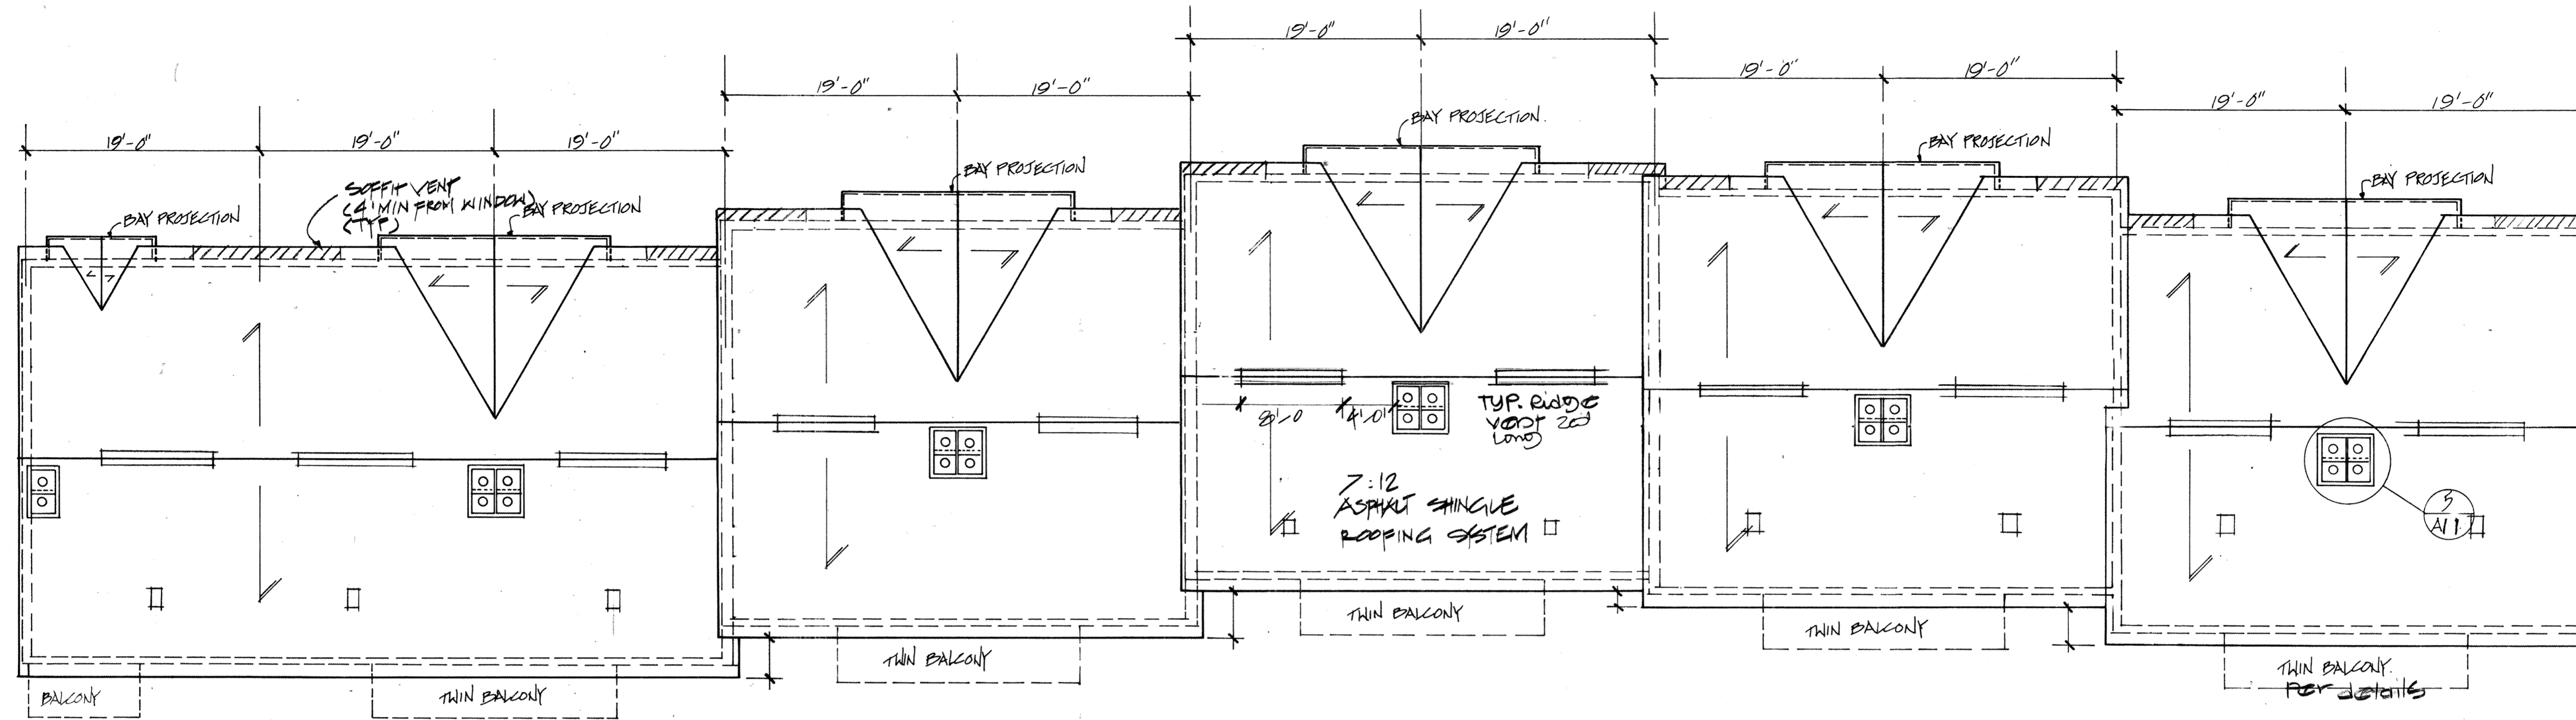 19'-0" 19'-0"
19'-0" 19'-0"
19'-0" 19'-0"
19'-0" 19'-0"
19'-0" 19'-0" 19'-0"
BAY PROJECTION.
BAY PROJECTION
BAY PROJECTION
BAY PROJECTION
SOFFIT VENT
(4' MIN FROM WINDOW)
(TYP)
BAY PROJECTION
BAY PROJECTION
8'-0 4'-0"
TYP. Ridge
vent 20'
Long
7:12
ASPHALT SHINGLE
ROOFING SYSTEM
5
A11
TWIN BALCONY
TWIN BALCONY
TWIN BALCONY
TWIN BALCONY.
Per details
BALCONY
TWIN BALCONY